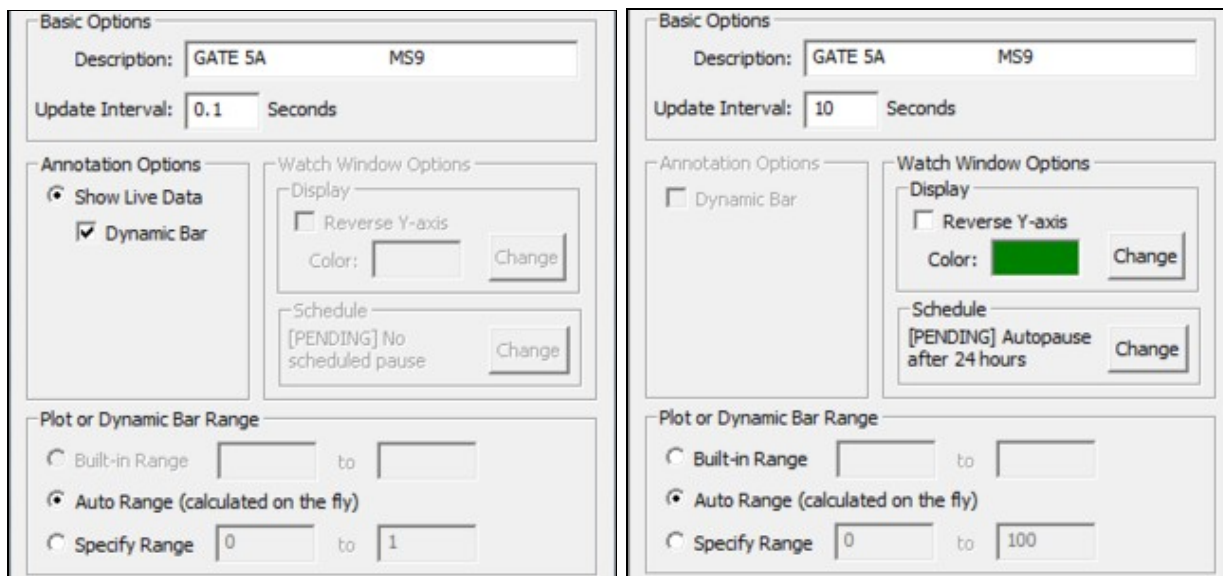 Basic Options
Description: GATE 5A MS9
Update Interval: 0.1 Seconds
Annotation Options
Show Live Data
Dynamic Bar
Watch Window Options
Display
Reverse Y-axis
Color: Change
Schedule
[PENDING] No
scheduled pause
Change
Plot or Dynamic Bar Range
Built-in Range to
Auto Range (calculated on the fly)
Specify Range 0 to 1
Basic Options
Description: GATE 5A MS9
Update Interval: 10 Seconds
Annotation Options
Dynamic Bar
Watch Window Options
Display
Reverse Y-axis
Color: Change
Schedule
[PENDING] Autopause
after 24 hours
Change
Plot or Dynamic Bar Range
Built-in Range to
Auto Range (calculated on the fly)
Specify Range 0 to 100